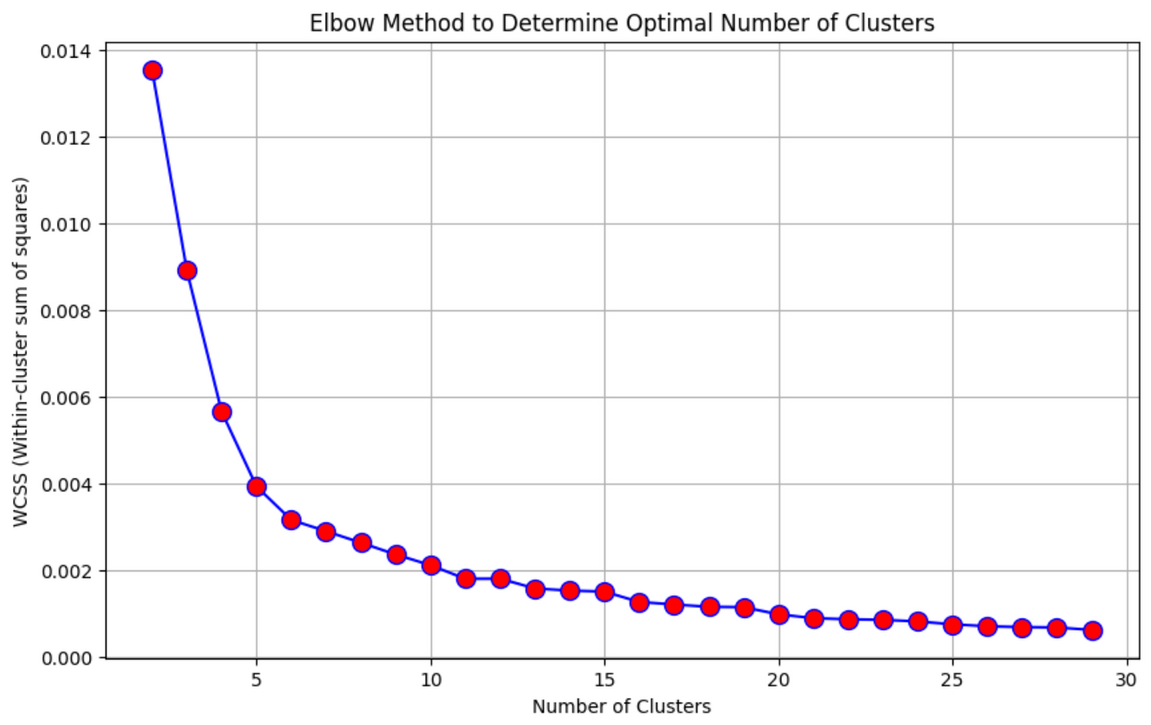 Elbow Method to Determine Optimal Number of Clusters
WCSS (Within-cluster sum of squares)
0.014
0.012
0.010
0.008
0.006
0.004
0.002
0.000
5 10 15 20 25 30
Number of Clusters